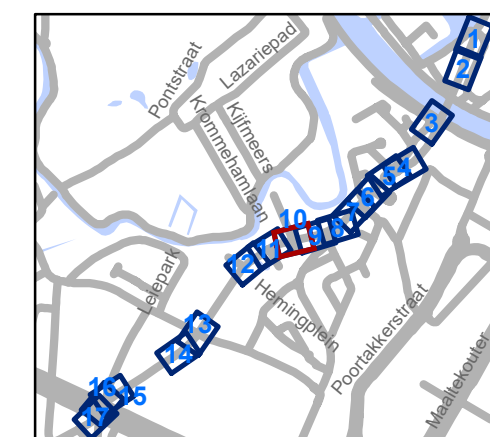 1
2
3
Lazariepad
Pontstraat
Kijfmeers
Krommehamlaan
4
5
6
7
8
9
10
11
12
Leiepark
Hemingplein
Poortakkerstraat
Maaltekouter
13
14
15
16
17